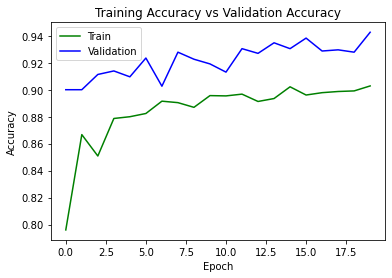 Training Accuracy vs Validation Accuracy
Train
Validation
Accuracy
0.94
0.92
0.90
0.88
0.86
0.84
0.82
0.80
0.0 2.5 5.0 7.5 10.0 12.5 15.0 17.5
Epoch